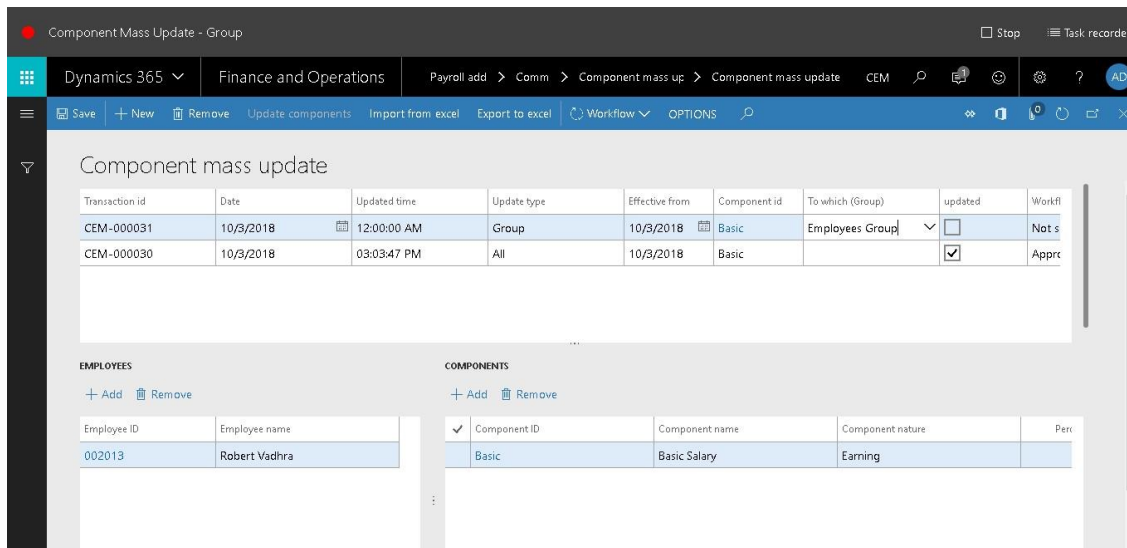 Component Mass Update - Group Stop Task recorde
Dynamics 365 Finance and Operations Payroll add > Comm > Component mass up > Component mass update CEM 1 ? AD
Save + New Remove Update components Import from excel Export to excel Workflow OPTIONS 0
Component mass update
Transaction id Date Updated time Update type Effective from Component id To which (Group) updated Workfl
CEM-000031 10/3/2018 12:00:00 AM Group 10/3/2018 Basic Employees Group Not s
CEM-000030 10/3/2018 03:03:47 PM All 10/3/2018 Basic Appro
EMPLOYEES COMPONENTS
+ Add Remove + Add Remove
Employee ID Employee name Component ID Component name Component nature Perc
002013 Robert Vadhra Basic Basic Salary Earning